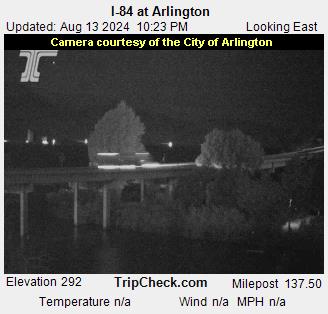 I-84 at Arlington
Updated: Aug 13 2024 10:23 PM Looking East
Camera courtesy of the City of Arlington
Elevation 292 TripCheck.com Milepost 137.50
Temperature n/a Wind n/a MPH n/a